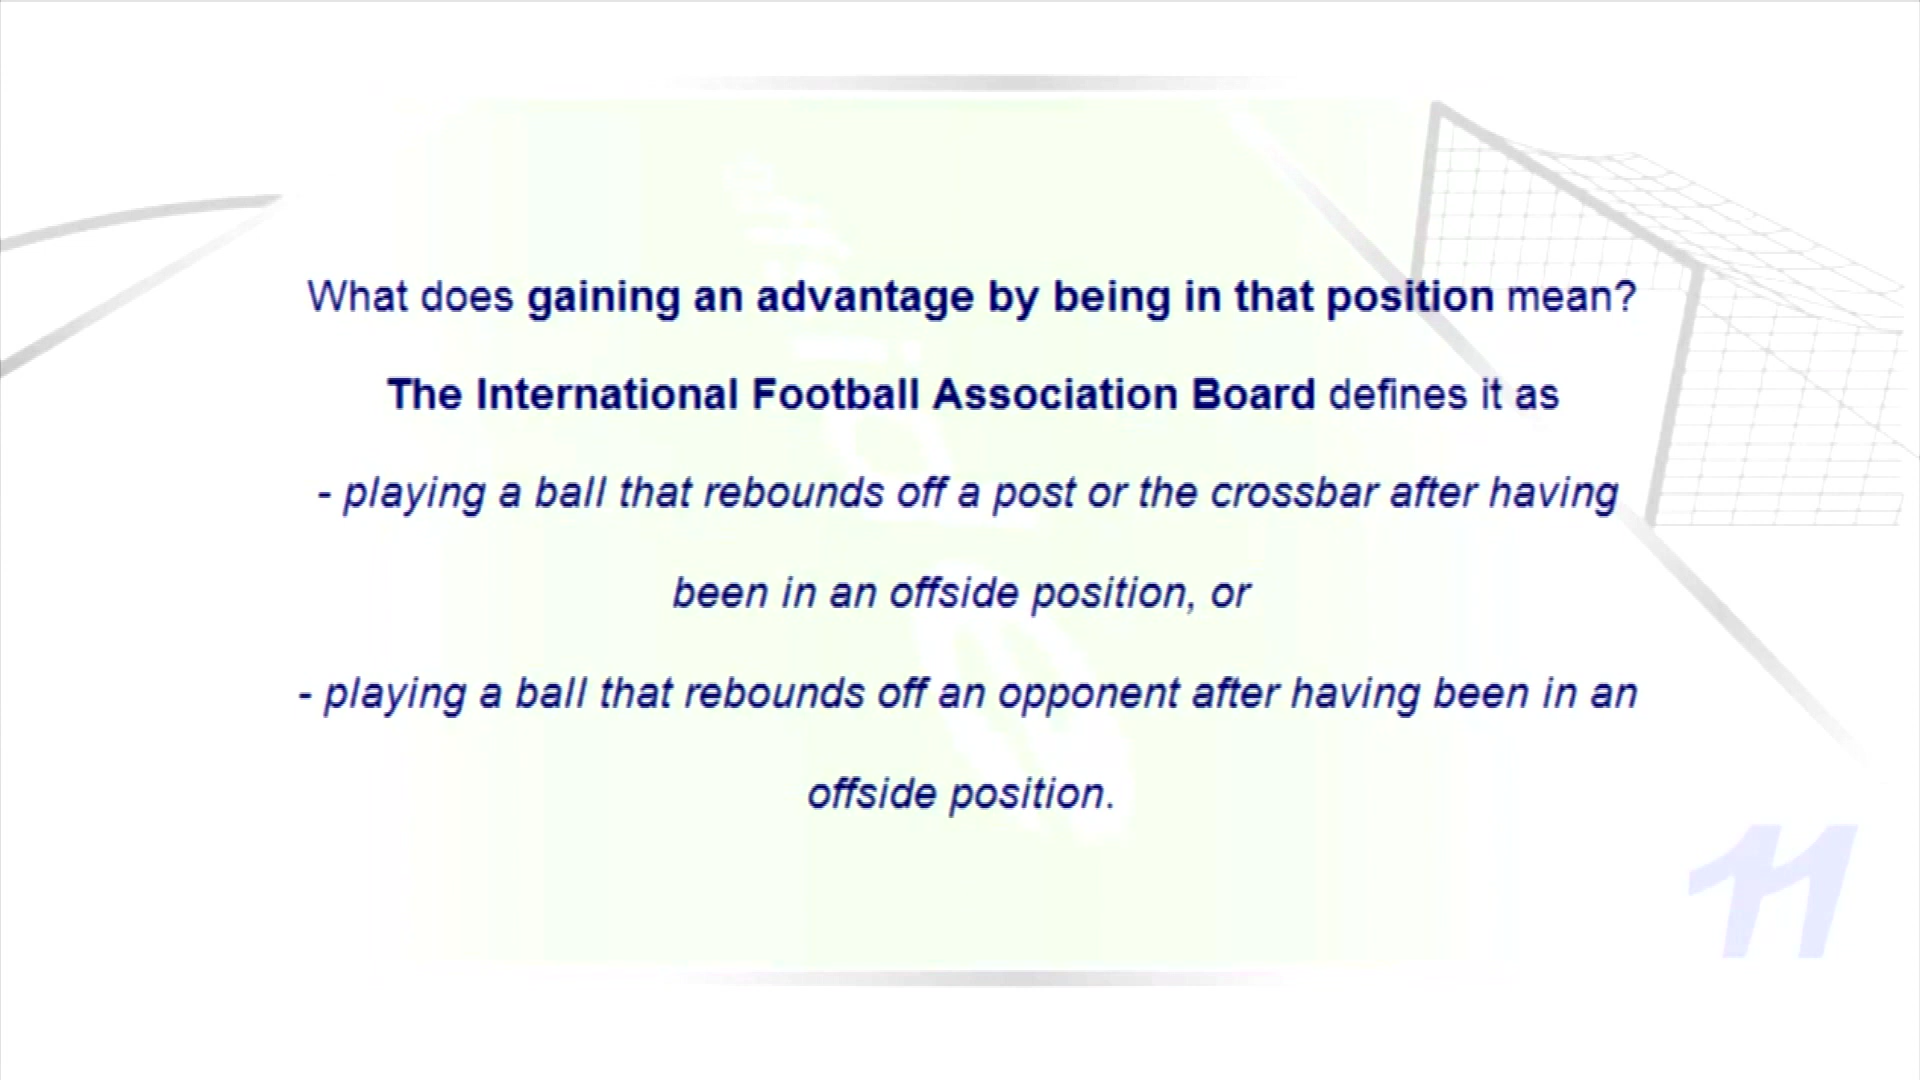 What does gaining an advantage by being in that position mean?
The International Football Association Board defines it as
- playing a ball that rebounds off a post or the crossbar after having
been in an offside position, or
- playing a ball that rebounds off an opponent after having been in an
offside position.
11